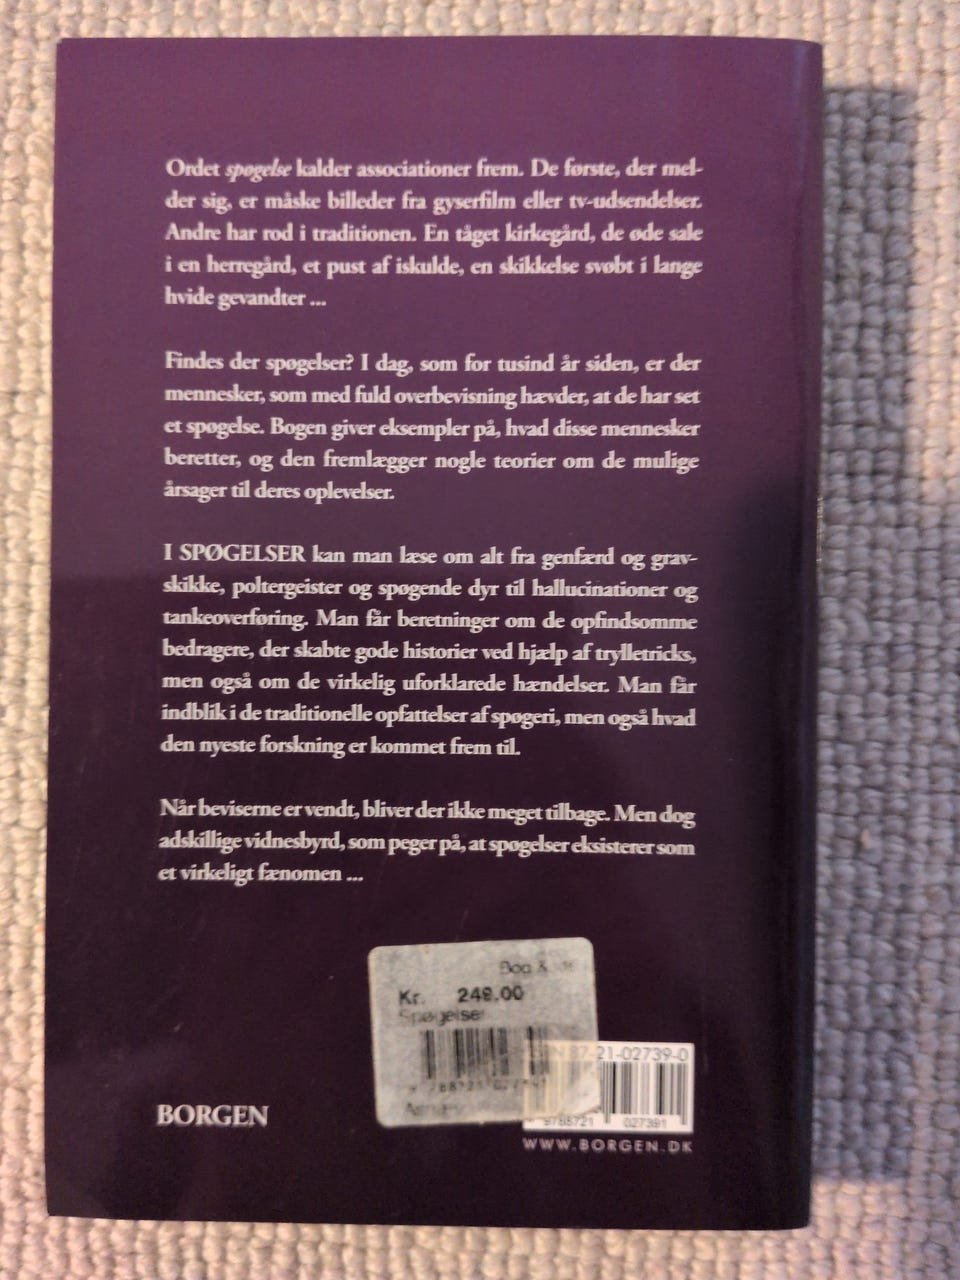 Ordet spøgelse kalder associationer frem. De første, der mel-
der sig, er måske billeder fra gyserfilm eller tv-udsendelser.
Andre har rod i traditionen. En tåget kirkegård, de øde sale
i en herregård, et pust af iskulde, en skikkelse svøbt i lange
hvide gevandter ...
Findes der spøgelser? I dag, som for tusind år siden, er der
mennesker, som med fuld overbevisning hævder, at de har set
et spøgelse. Bogen giver eksempler på, hvad disse mennesker
beretter, og den fremlægger nogle teorier om de mulige
årsager til deres oplevelser.
I SPØGELSER kan man læse om alt fra genfærd og grav-
skikke, poltergeister og spøgende dyr til hallucinationer og
tankeoverføring. Man får beretninger om de opfindsomme
bedragere, der skabte gode historier ved hjælp af trylletricks,
men også om de virkelig uforklarede hændelser. Man får
indblik i de traditionelle opfattelser af spøgeri, men også hvad
den nyeste forskning er kommet frem til.
Når beviserne er vendt, bliver der ikke meget tilbage. Men dog
adskillige vidnesbyrd, som peger på, at spøgelser eksisterer som
et virkeligt fænomen ...
Kr. 249.00
Spøgelser
87-21-02739-0
9788721 027391
BORGEN
WWW.BORGEN.DK